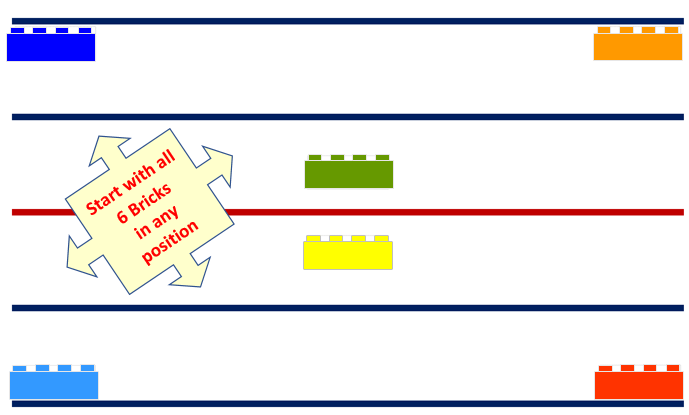 Start with all
6 Bricks
in any
position